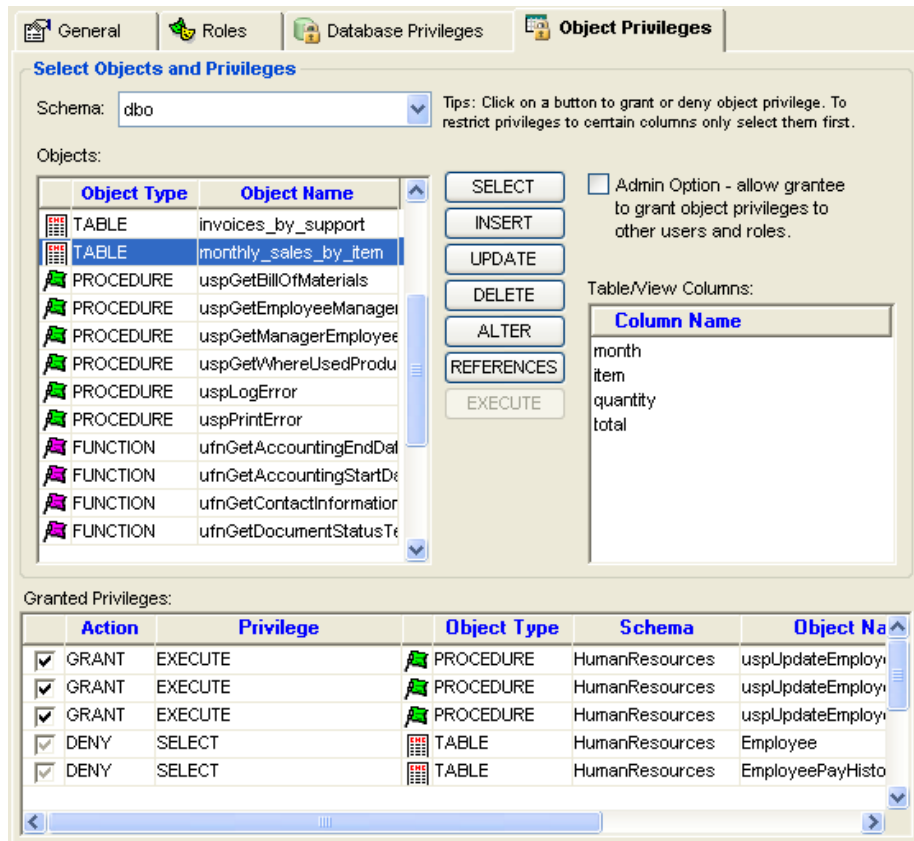 General Roles Database Privileges Object Privileges
Select Objects and Privileges
Schema: dbo
Tips: Click on a button to grant or deny object privilege. To
restrict privileges to cerrtain columns only select them first.
Objects:
Object Type Object Name
TABLE invoices_by_support
TABLE monthly_sales_by_item
PROCEDURE uspGetBillOfMaterials
PROCEDURE uspGetEmployeeManager
PROCEDURE uspGetManagerEmployee
PROCEDURE uspGetWhereUsedProdu
PROCEDURE uspLogError
PROCEDURE uspPrintError
FUNCTION ufnGetAccountingEndDat
FUNCTION ufnGetAccountingStartDa
FUNCTION ufnGetContactInformation
FUNCTION ufnGetDocumentStatusTe
SELECT
INSERT
UPDATE
DELETE
ALTER
REFERENCES
EXECUTE
Admin Option - allow grantee
to grant object privileges to
other users and roles.
Table/View Columns:
Column Name
month
item
quantity
total
Granted Privileges:
Action Privilege Object Type Schema Object Na
GRANT EXECUTE PROCEDURE HumanResources uspUpdateEmploy
GRANT EXECUTE PROCEDURE HumanResources uspUpdateEmploy
GRANT EXECUTE PROCEDURE HumanResources uspUpdateEmploy
DENY SELECT TABLE HumanResources Employee
DENY SELECT TABLE HumanResources EmployeePayHisto